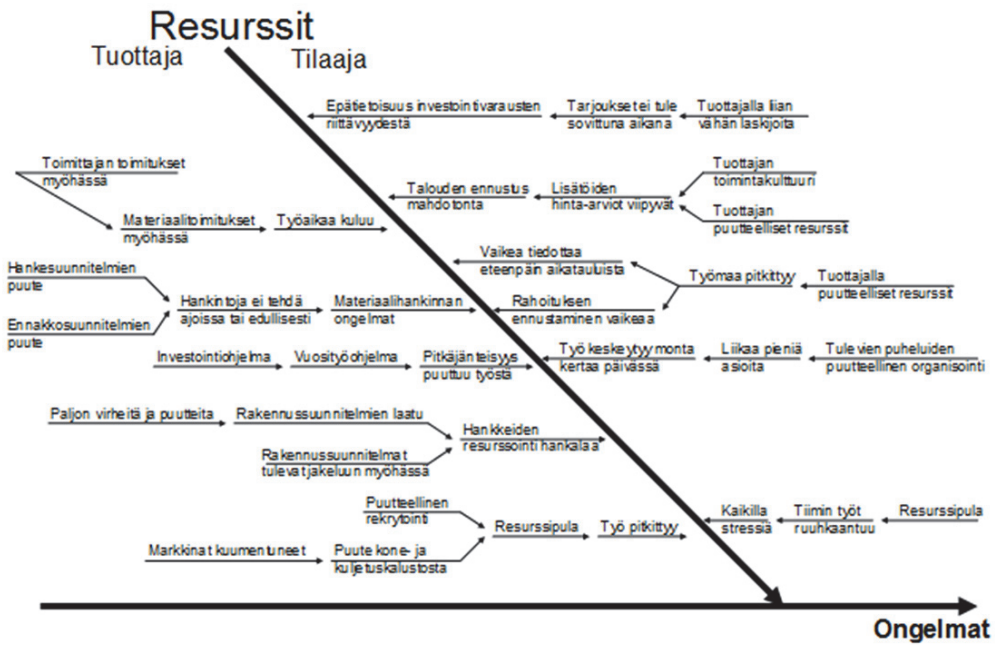 Resurssit
Tuottaja
Tilaaja
Epätietoisuus investointivarausten
riittävyydestä
Tarjoukset ei tule
sovittuna aikana
Tuottajalla liian
vähän laskijoita
Toimittajan toimitukset
myöhässä
Talouden ennustus
mahdotonta
Lisätöiden
hinta-arviot viipyvät
Tuottajan
toimintakulttuuri
Tuottajan
puutteelliset resurssit
Materiaalitoimitukset
myöhässä
Työaikaa kuluu
Vaikea tiedottaa
eteenpäin aikatauluista
Työmaa pitkittyy
Tuottajalla
puutteelliset resurssit
Hankesuunnitelmien
puute
Hankintoja ei tehdä
ajoissa tai edullisesti
Materiaalihankinnan
ongelmat
Rahoituksen
ennustaminen vaikeaa
Ennakkosuunnitelmien
puute
Investointiohjelma
Vuosityöohjelma
Pitkäjänteisyys
puuttuu työstä
Työ keskeytyy monta
kertaa päivässä
Liikaa pieniä
asioita
Tulevien puheluiden
puutteellinen organisointi
Paljon virheitä ja puutteita
Rakennussuunnitelmien laatu
Hankkeiden
resurssointi hankalaa
Rakennussuunnitelmat
tulevat jakeluun myöhässä
Puutteellinen
rekrytointi
Resurssipula
Työ pitkittyy
Kaikilla
stressiä
Tiimin työt
ruuhkaantuu
Resurssipula
Markkinat kuumentuneet
Puute kone- ja
kuljetuskalustosta
Ongelmat